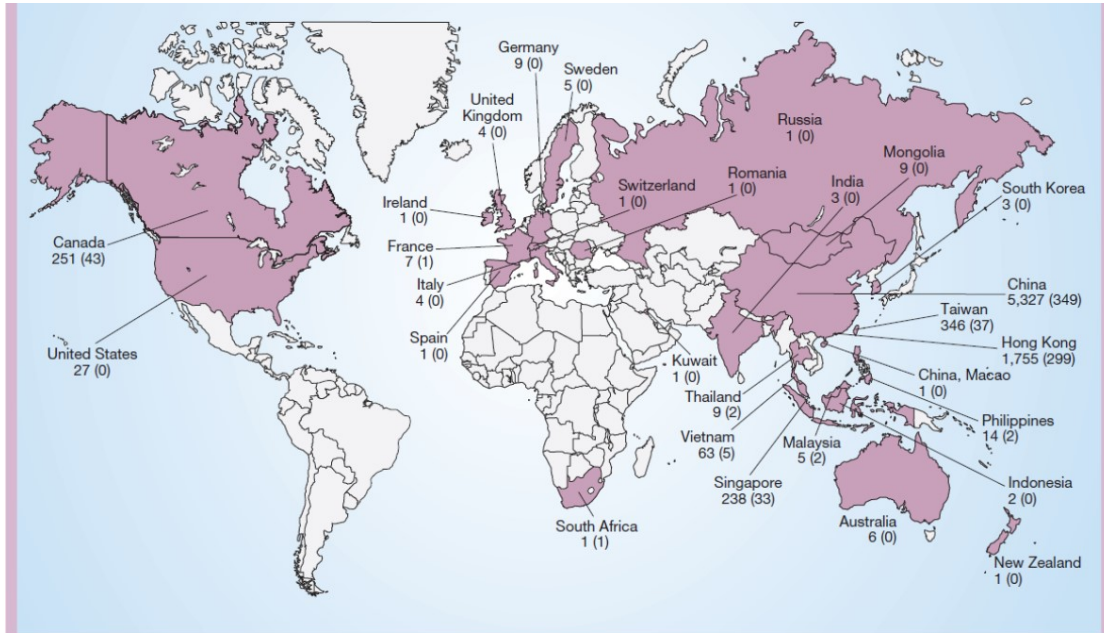 Germany
9 (0)
Sweden
5 (0)
United
Kingdom
4 (0)
Russia
1 (0)
Mongolia
9 (0)
Romania
1 (0)
India
3 (0)
Switzerland
1 (0)
South Korea
3 (0)
Ireland
1 (0)
Canada
251 (43)
France
7 (1)
Italy
4 (0)
China
5,327 (349)
Taiwan
346 (37)
Spain
1 (0)
Hong Kong
1,755 (299)
United States
27 (0)
Kuwait
1 (0)
China, Macao
1 (0)
Thailand
9 (2)
Philippines
14 (2)
Vietnam
63 (5)
Malaysia
5 (2)
Singapore
238 (33)
Indonesia
2 (0)
South Africa
1 (1)
Australia
6 (0)
New Zealand
1 (0)